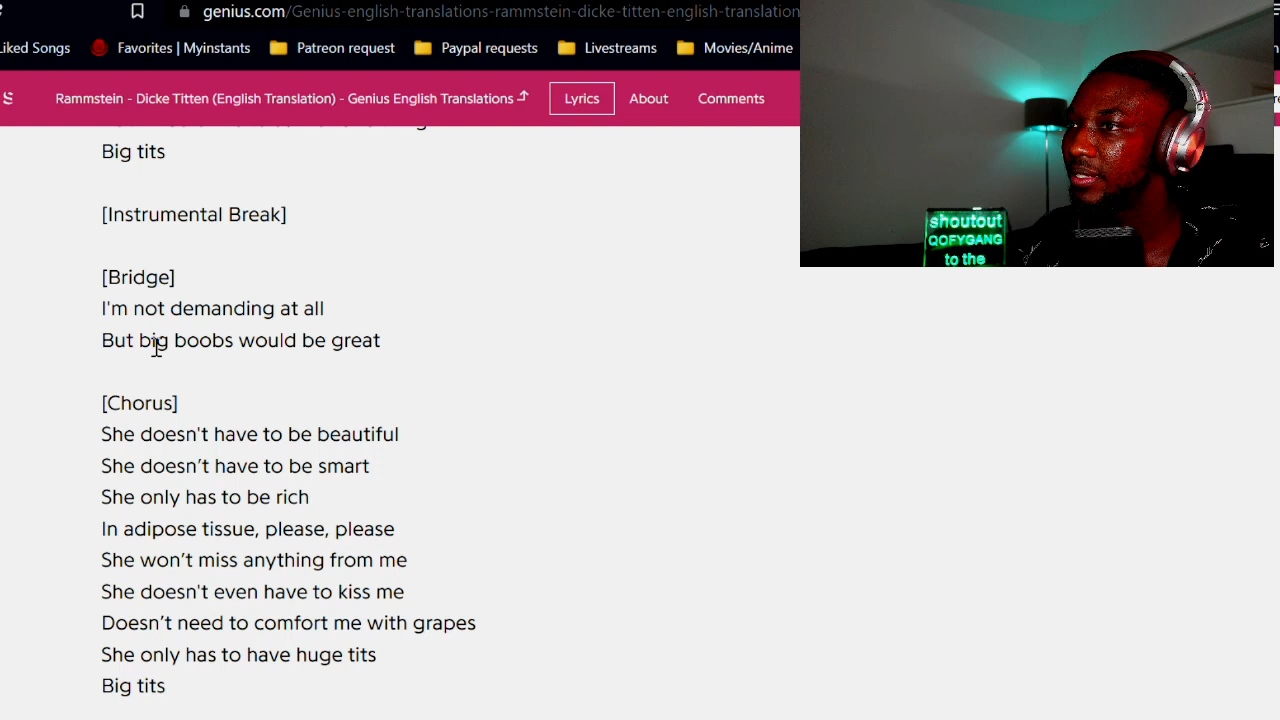 genius.com/Genius-english-translations-rammstein-dicke-titten-english-translation
Liked Songs Favorites | Myinstants Patreon request Paypal requests Livestreams Movies/Anime
Rammstein - Dicke Titten (English Translation) - Genius English Translations Lyrics About Comments
Big tits
[Instrumental Break]
[Bridge]
I'm not demanding at all
But big boobs would be great
[Chorus]
She doesn't have to be beautiful
She doesn’t have to be smart
She only has to be rich
In adipose tissue, please, please
She won’t miss anything from me
She doesn't even have to kiss me
Doesn’t need to comfort me with grapes
She only has to have huge tits
Big tits
shoutout
QOFYGANG
to the